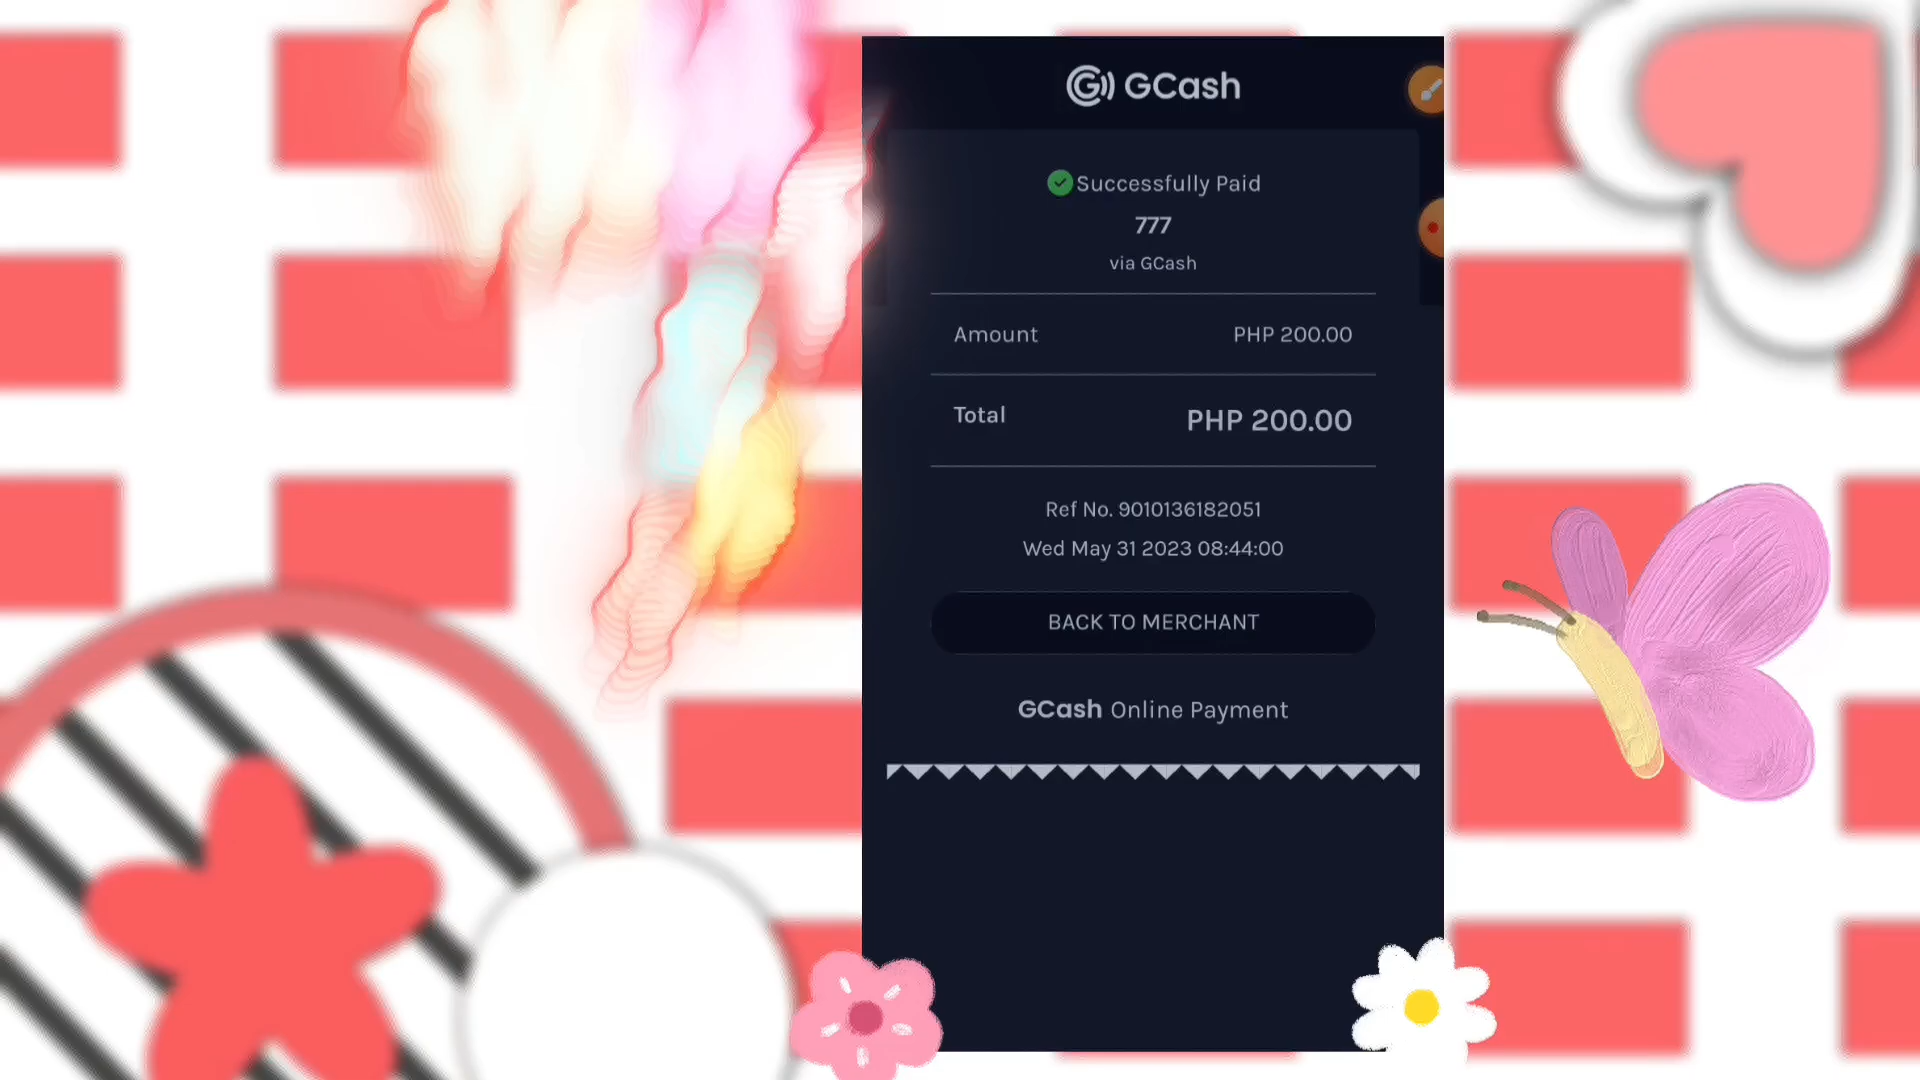 GCash
Successfully Paid
777
via GCash
Amount PHP 200.00
Total PHP 200.00
Ref No. 9010136182051
Wed May 31 2023 08:44:00
BACK TO MERCHANT
GCash Online Payment